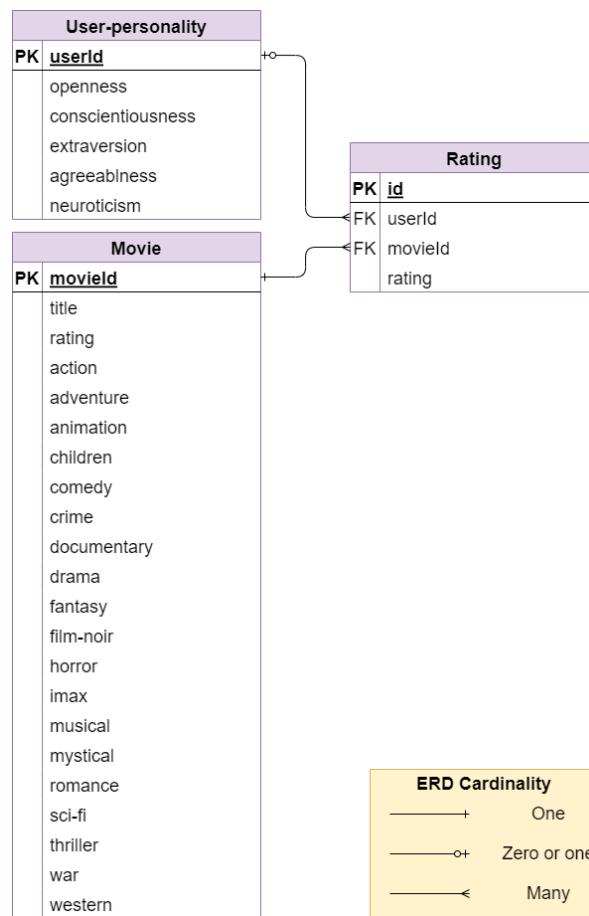 User-personality
PK userId
openness
conscientiousness
extraversion
agreeablness
neuroticism
Movie
PK movieId
title
rating
action
adventure
animation
children
comedy
crime
documentary
drama
fantasy
film-noir
horror
imax
musical
mystical
romance
sci-fi
thriller
war
western
Rating
PK id
FK userId
FK movieId
rating
ERD Cardinality
One
Zero or one
Many